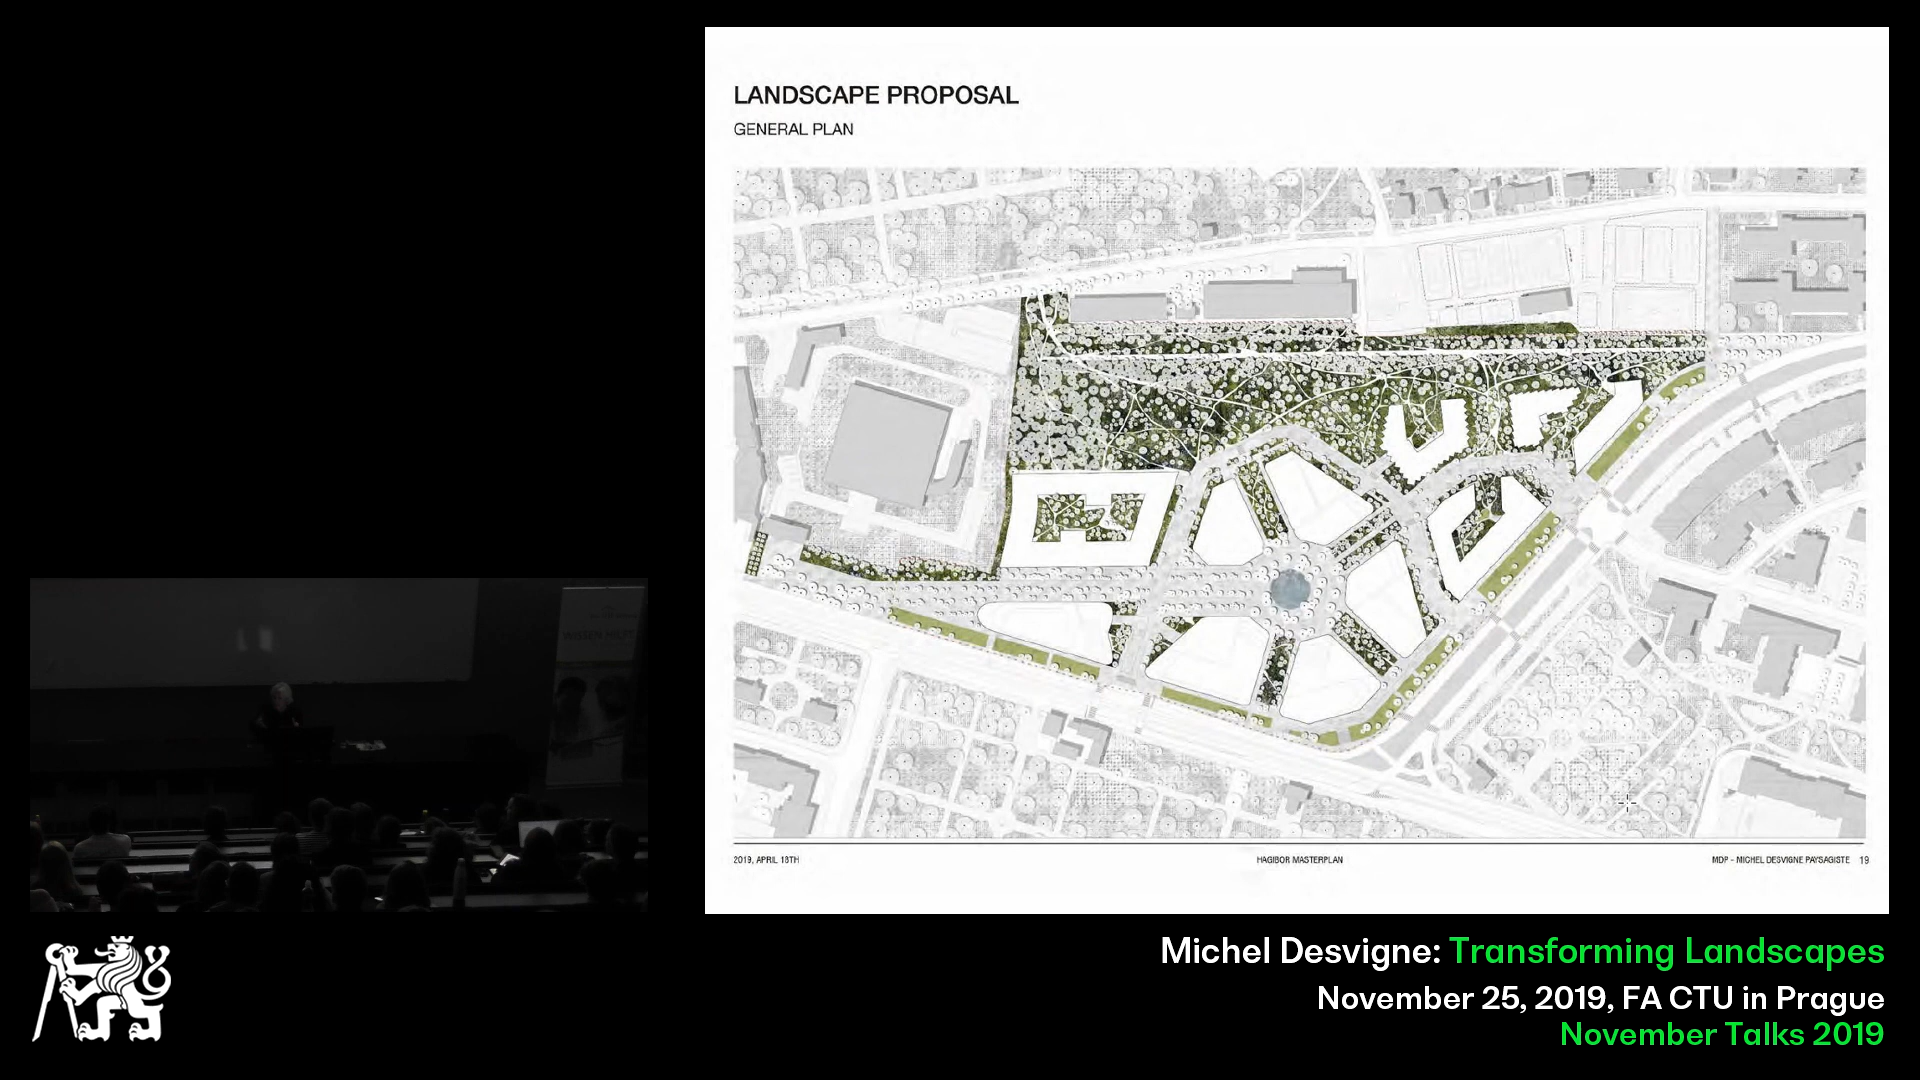 LANDSCAPE PROPOSAL
GENERAL PLAN
2019, APRIL 18TH
HAGIBOR MASTERPLAN
MDP - MICHEL DESVIGNE PAYSAGISTE 19
Michel Desvigne: Transforming Landscapes
November 25, 2019, FA CTU in Prague
November Talks 2019